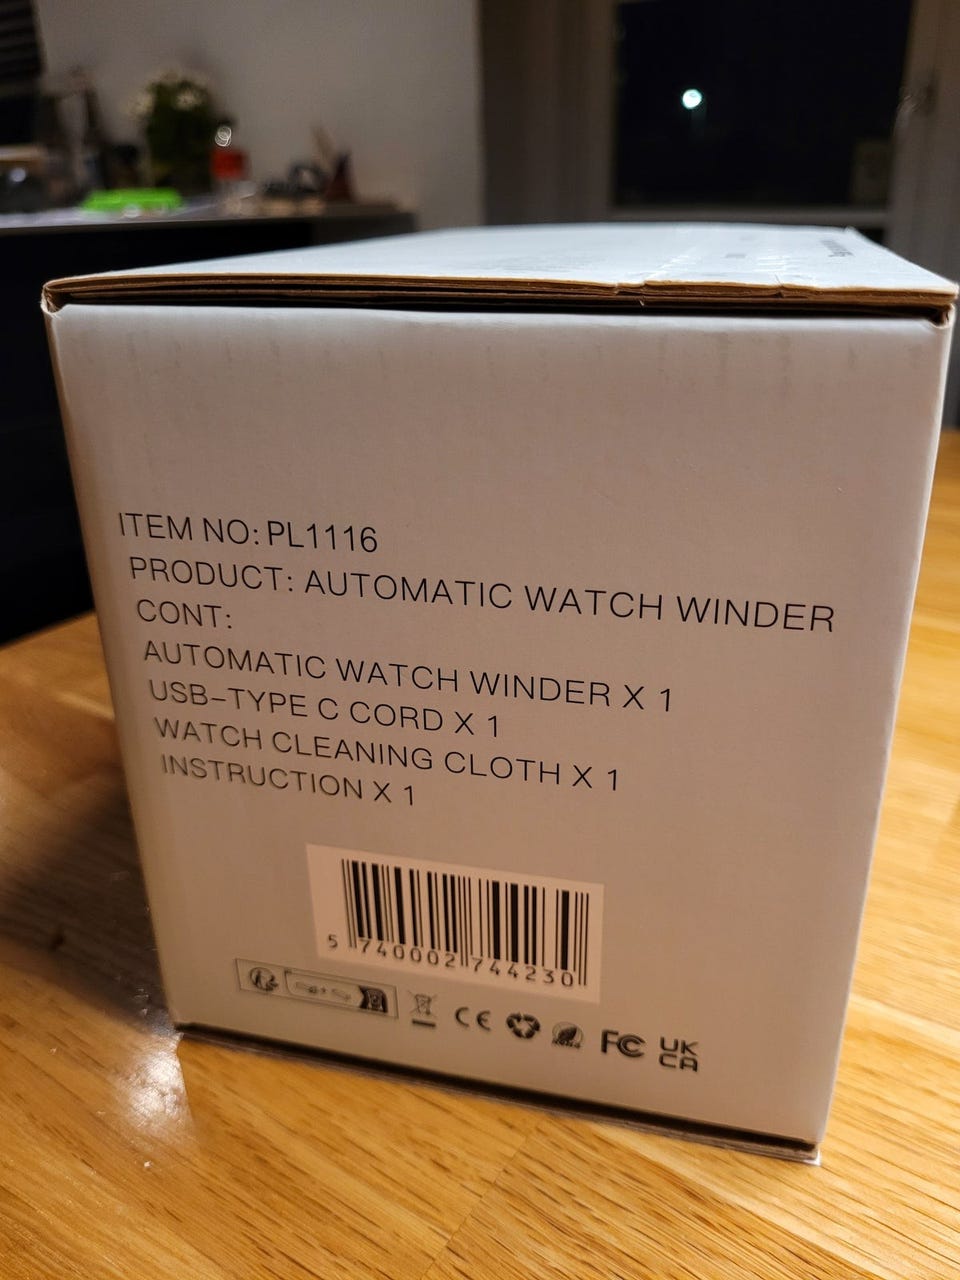 ITEM NO: PL1116
PRODUCT: AUTOMATIC WATCH WINDER
CONT:
AUTOMATIC WATCH WINDER X 1
USB-TYPE C CORD X 1
WATCH CLEANING CLOTH X 1
INSTRUCTION X 1
5 740002 744230
CE FC UK
CA